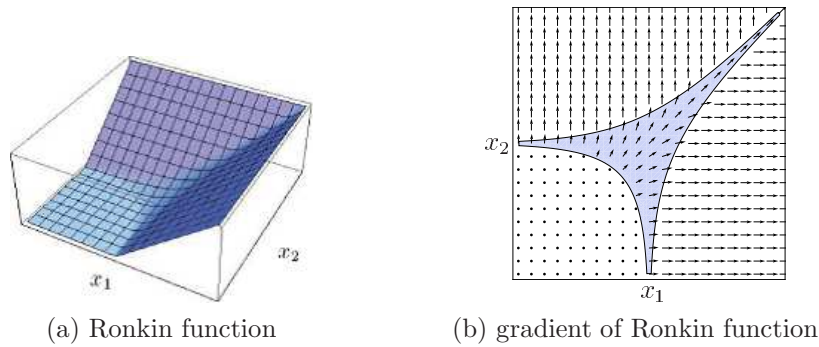 x₂
x₁
x₂
x₁
(a) Ronkin function
(b) gradient of Ronkin function